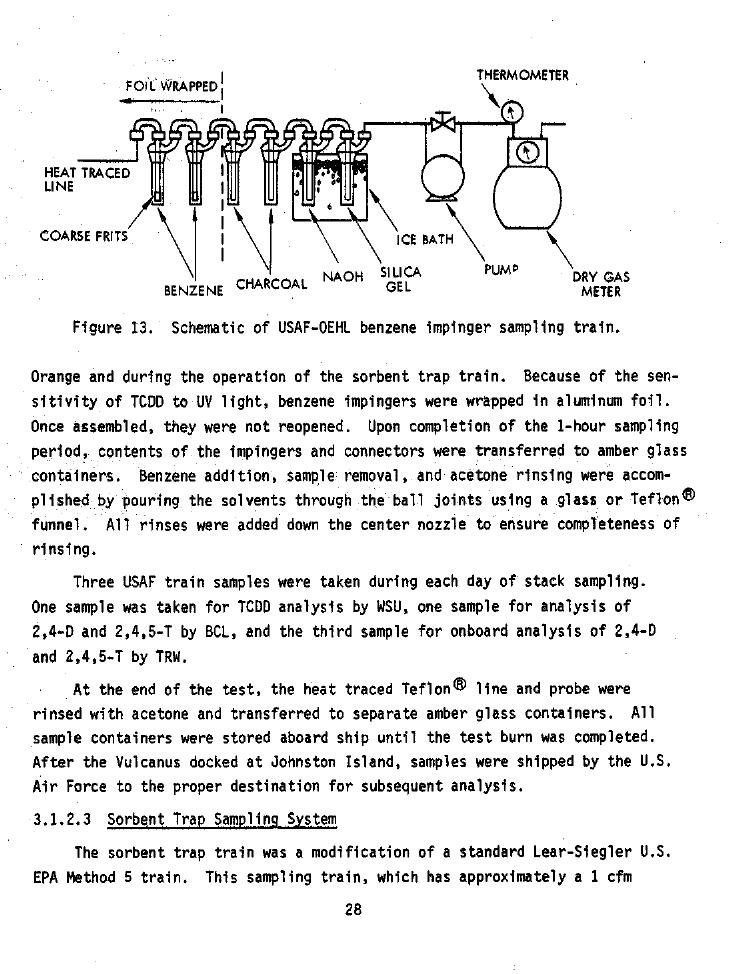 THERMOMETER
FOIL WRAPPED
HEAT TRACED
LINE
COARSE FRITS
ICE BATH
BENZENE
CHARCOAL
NAOH
SILICA
GEL
PUMP
DRY GAS
METER
Figure 13. Schematic of USAF-OEHL benzene impinger sampling train.
Orange and during the operation of the sorbent trap train. Because of the sen-
sitivity of TCDD to UV light, benzene impingers were wrapped in aluminum foil.
Once assembled, they were not reopened. Upon completion of the 1-hour sampling
period, contents of the impingers and connectors were transferred to amber glass
containers. Benzene addition, sample removal, and acetone rinsing were accom-
plished by pouring the solvents through the ball joints using a glass or Teflon®
funnel. All rinses were added down the center nozzle to ensure completeness of
rinsing.
Three USAF train samples were taken during each day of stack sampling.
One sample was taken for TCDD analysis by WSU, one sample for analysis of
2,4-D and 2,4,5-T by BCL, and the third sample for onboard analysis of 2,4-D
and 2,4,5-T by TRW.
At the end of the test, the heat traced Teflon® line and probe were
rinsed with acetone and transferred to separate amber glass containers. All
sample containers were stored aboard ship until the test burn was completed.
After the Vulcanus docked at Johnston Island, samples were shipped by the U.S.
Air Force to the proper destination for subsequent analysis.
3.1.2.3 Sorbent Trap Sampling System
The sorbent trap train was a modification of a standard Lear-Siegler U.S.
EPA Method 5 train. This sampling train, which has approximately a 1 cfm
28